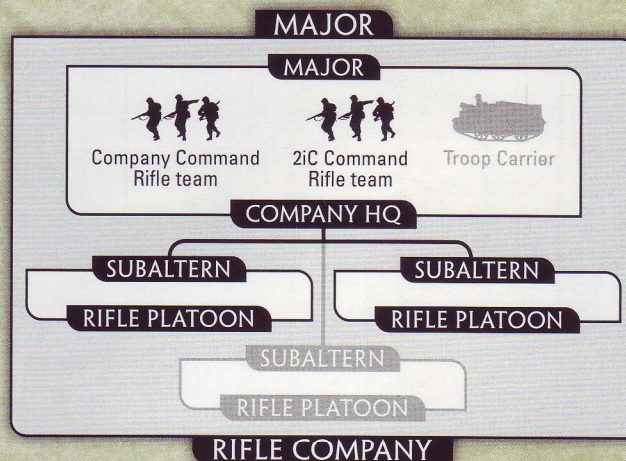 MAJOR
MAJOR
Company Command
Rifle team
2iC Command
Rifle team
Troop Carrier
COMPANY HQ
SUBALTERN
RIFLE PLATOON
SUBALTERN
RIFLE PLATOON
SUBALTERN
RIFLE PLATOON
RIFLE COMPANY